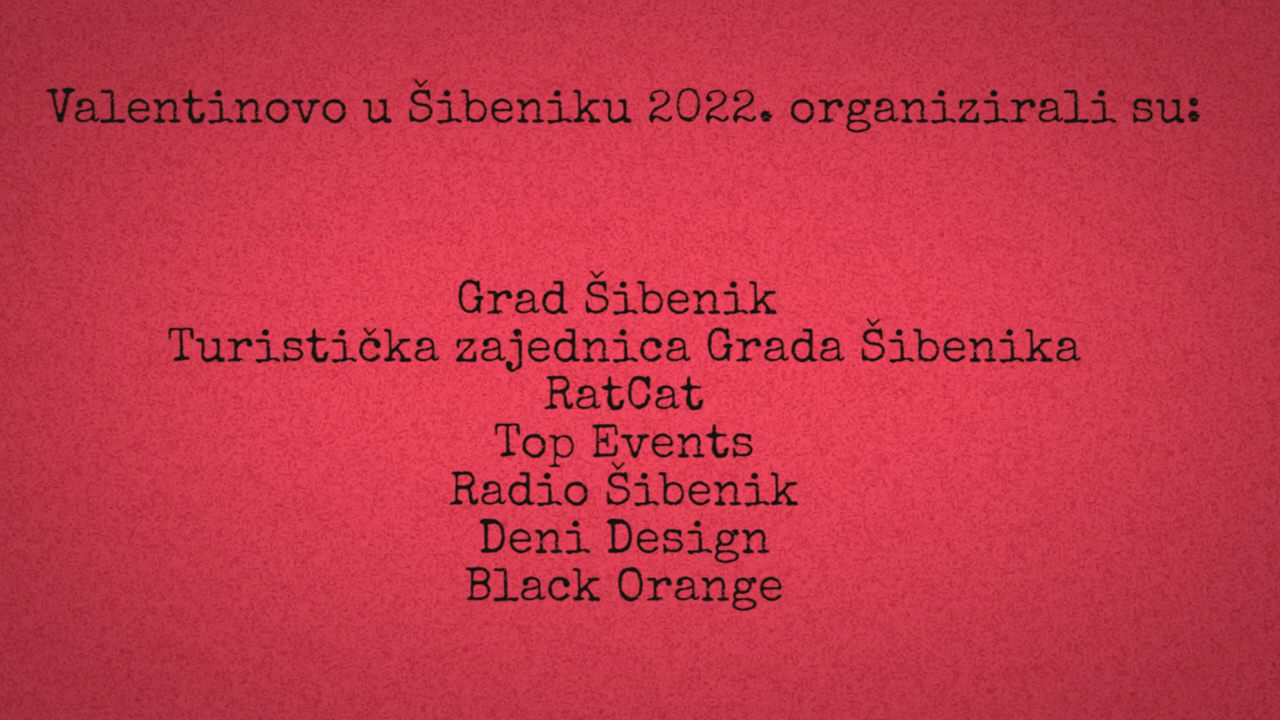 Valentinovo u Šibeniku 2022. organizirali su:
Grad Šibenik
Turistička zajednica Grada Šibenika
RatCat
Top Events
Radio Šibenik
Deni Design
Black Orange